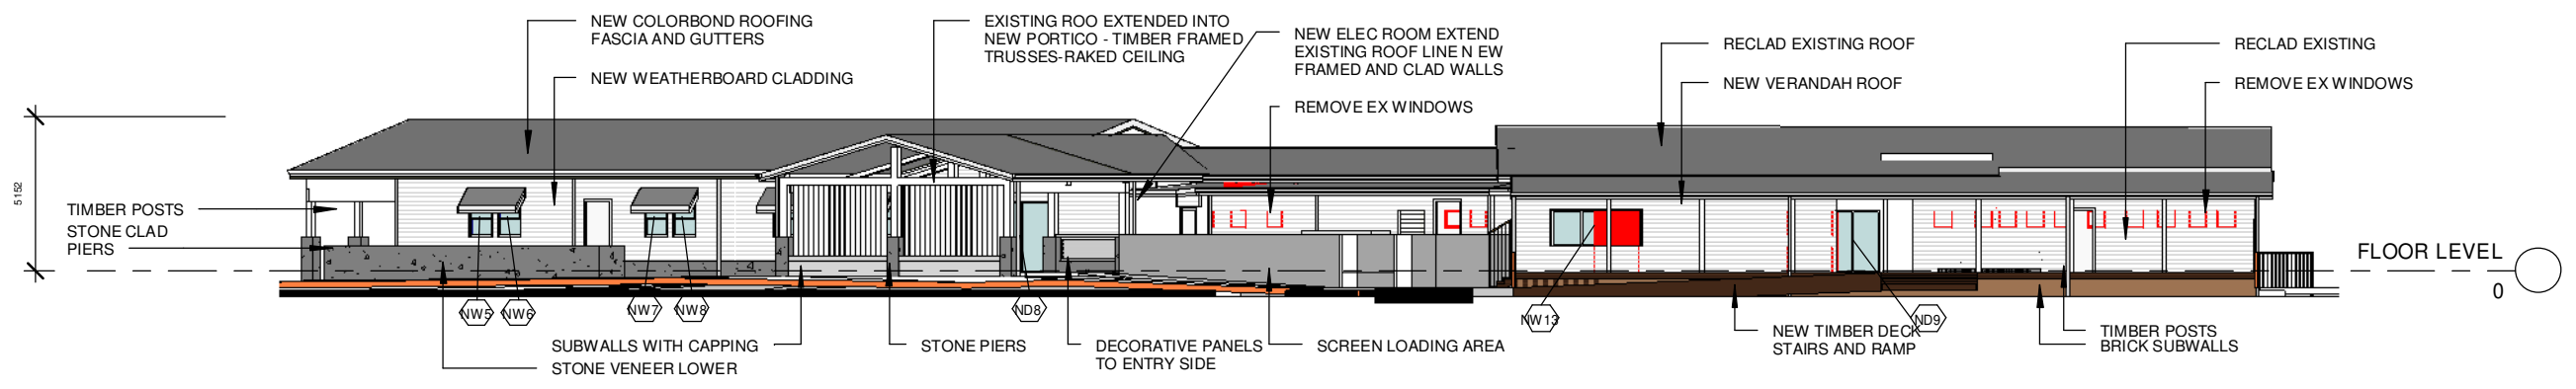 NEW COLORBOND ROOFING
FASCIA AND GUTTERS
NEW WEATHERBOARD CLADDING
EXISTING ROO EXTENDED INTO
NEW PORTICO - TIMBER FRAMED
TRUSSES-RAKED CEILING
NEW ELEC ROOM EXTEND
EXISTING ROOF LINE N EW
FRAMED AND CLAD WALLS
REMOVE EX WINDOWS
RECLAD EXISTING ROOF
NEW VERANDAH ROOF
RECLAD EXISTING
REMOVE EX WINDOWS
5152
TIMBER POSTS
STONE CLAD
PIERS
FLOOR LEVEL
0
NW5
NW6
NW7
NW8
ND8
NW13
ND9
SUBWALLS WITH CAPPING
STONE VENEER LOWER
STONE PIERS
DECORATIVE PANELS
TO ENTRY SIDE
SCREEN LOADING AREA
NEW TIMBER DECK
STAIRS AND RAMP
TIMBER POSTS
BRICK SUBWALLS